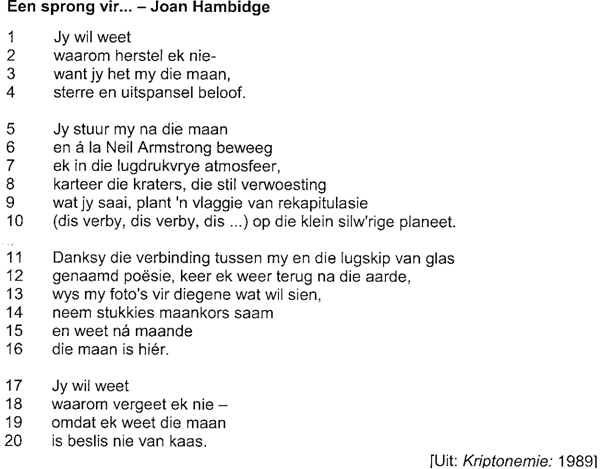 Een sprong vir... – Joan Hambidge
1 Jy wil weet
2 waarom herstel ek nie-
3 want jy het my die maan,
4 sterre en uitspansel beloof.
5 Jy stuur my na die maan
6 en á la Neil Armstrong beweeg
7 ek in die lugdrukvrye atmosfeer,
8 karteer die kraters, die stil verwoesting
9 wat jy saai, plant 'n vlaggie van rekapitulasie
10 (dis verby, dis verby, dis ...) op die klein silw'rige planeet.
11 Danksy die verbinding tussen my en die lugskip van glas
12 genaamd poësie, keer ek weer terug na die aarde,
13 wys my foto's vir diegene wat wil sien,
14 neem stukkies maankors saam
15 en weet ná maande
16 die maan is hiér.
17 Jy wil weet
18 waarom vergeet ek nie –
19 omdat ek weet die maan
20 is beslis nie van kaas.
[Uit: Kriptonemie: 1989]